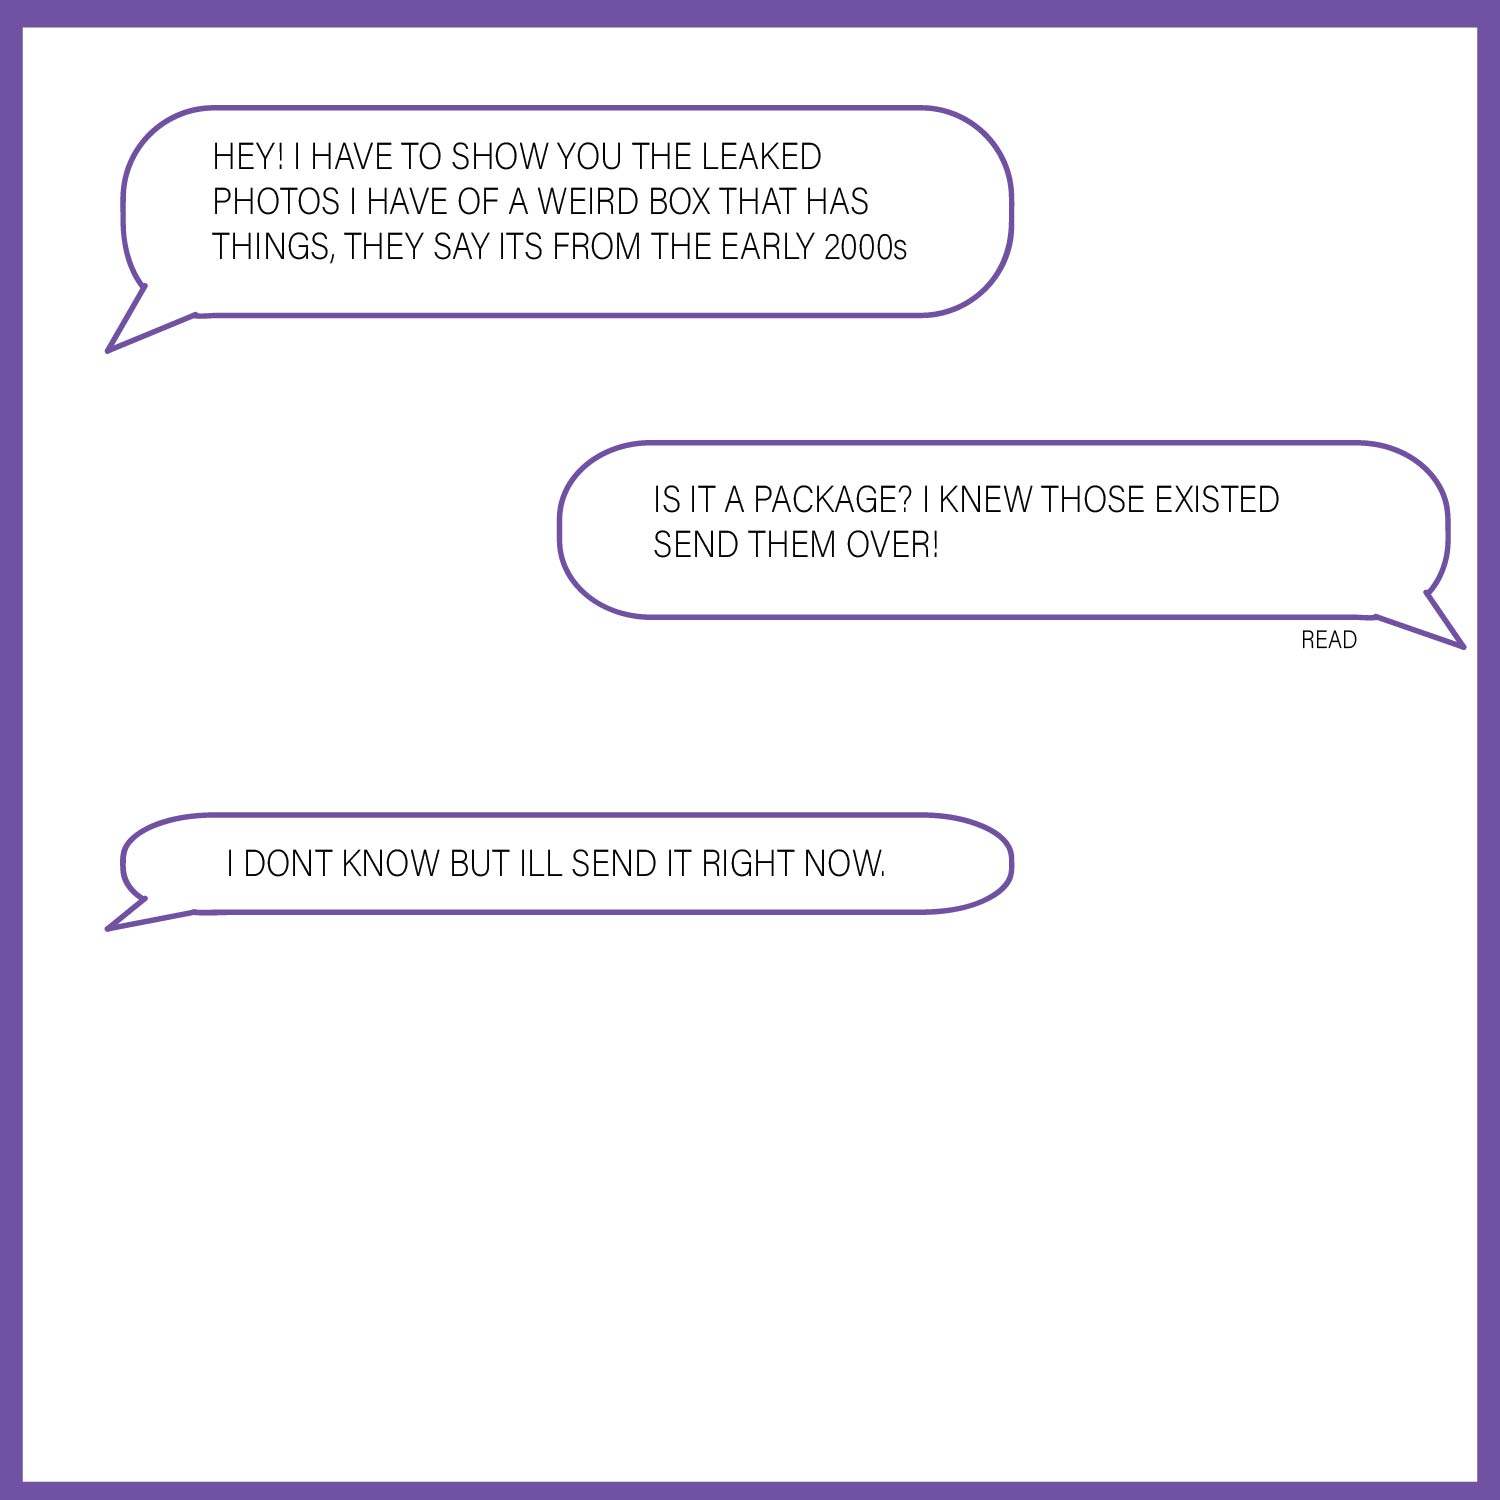 HEY! I HAVE TO SHOW YOU THE LEAKED
PHOTOS I HAVE OF A WEIRD BOX THAT HAS
THINGS, THEY SAY ITS FROM THE EARLY 2000s
IS IT A PACKAGE? I KNEW THOSE EXISTED
SEND THEM OVER!
READ
I DONT KNOW BUT ILL SEND IT RIGHT NOW.